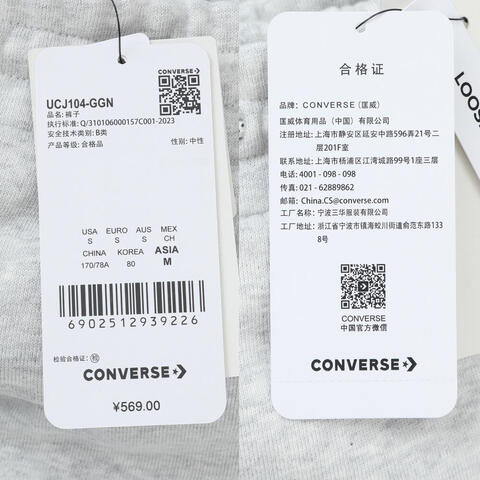 CONVERSE
UCJ104-GGN
品名: 裤子
执行标准: Q/310106000157C001-2023
安全技术类别: B类
产品等级: 合格品
性别: 中性
USA EURO AUS MEX
S S S CH
CHINA KOREA ASIA
170/78A 80 M
6902512939226
检验合格证: 检
CONVERSE
¥569.00
合格证
品牌: CONVERSE (匡威)
匡威体育用品（中国）有限公司
注册地址: 上海市静安区延安中路596弄21号二
层201F室
联系地址: 上海市杨浦区江湾城路99号1座三层
电话: 4001 - 098 - 098
传真: 021 - 62889862
邮箱: China.CS@converse.com
工厂名称: 宁波三华服装有限公司
工厂地址: 浙江省宁波市镇海蛟川街道俞范东路133
8号
CONVERSE
中国官方微信
CONVERSE
LOOS